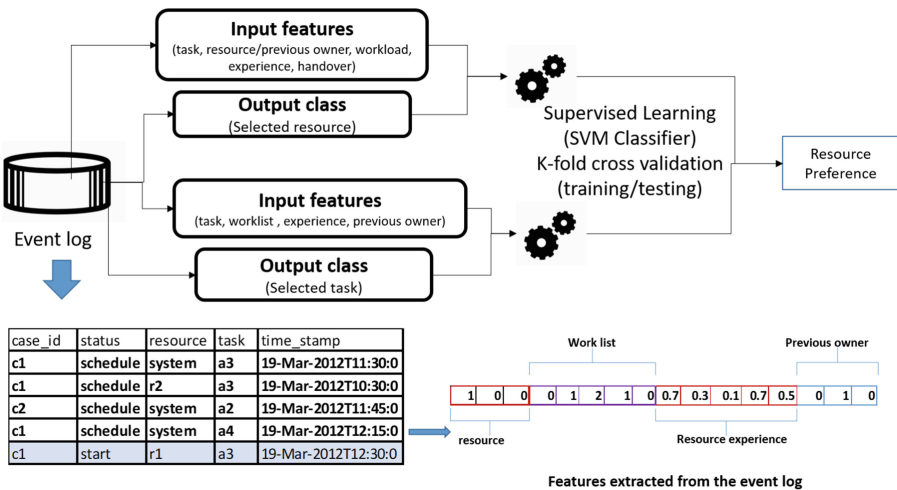 Input features
(task, resource/previous owner, workload,
experience, handover)
Output class
(Selected resource)
Input features
(task, worklist , experience, previous owner)
Output class
(Selected task)
Event log
Supervised Learning
(SVM Classifier)
K-fold cross validation
(training/testing)
Resource
Preference
case_id status resource task time_stamp
c1 schedule system a3 19-Mar-2012T11:30:0
c1 schedule r2 a3 19-Mar-2012T10:30:0
c2 schedule system a2 19-Mar-2012T11:45:0
c1 schedule system a4 19-Mar-2012T12:15:0
c1 start r1 a3 19-Mar-2012T12:30:0
Work list
Previous owner
1 0 0 0 1 2 1 0 0.7 0.3 0.1 0.7 0.5 0 1 0
resource
Resource experience
Features extracted from the event log